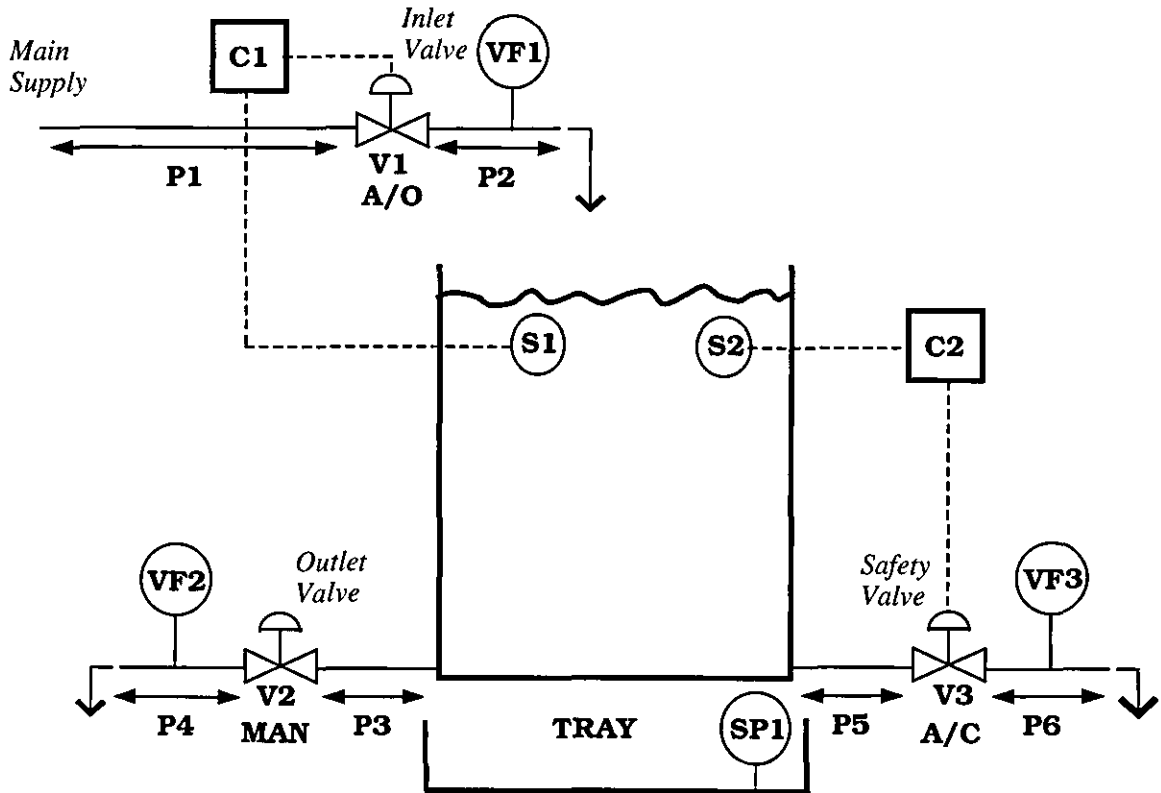 Main
Supply
C1
Inlet
Valve
VF1
P1
V1
A/O
P2
S1
S2
C2
VF2
Outlet
Valve
Safety
Valve
VF3
P4
V2
MAN
P3
TRAY
SP1
P5
V3
A/C
P6